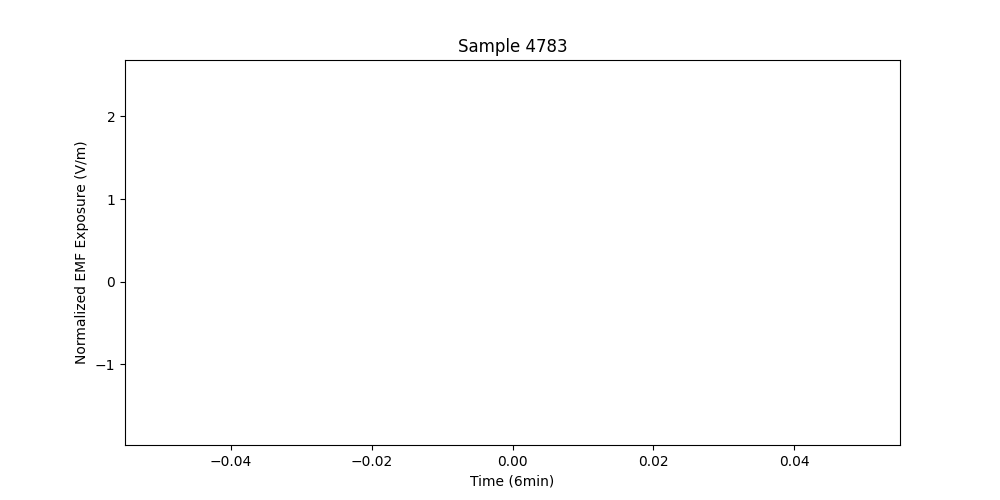 Sample 4783
Normalized EMF Exposure (V/m)
2
1
0
−1
−0.04 −0.02 0.00 0.02 0.04
Time (6min)